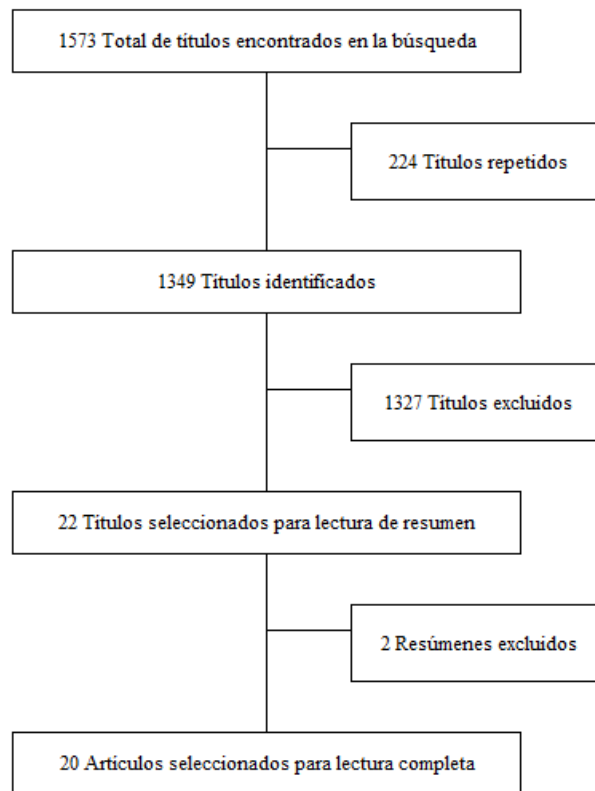 1573 Total de títulos encontrados en la búsqueda
224 Títulos repetidos
1349 Títulos identificados
1327 Títulos excluidos
22 Títulos seleccionados para lectura de resumen
2 Resúmenes excluidos
20 Artículos seleccionados para lectura completa